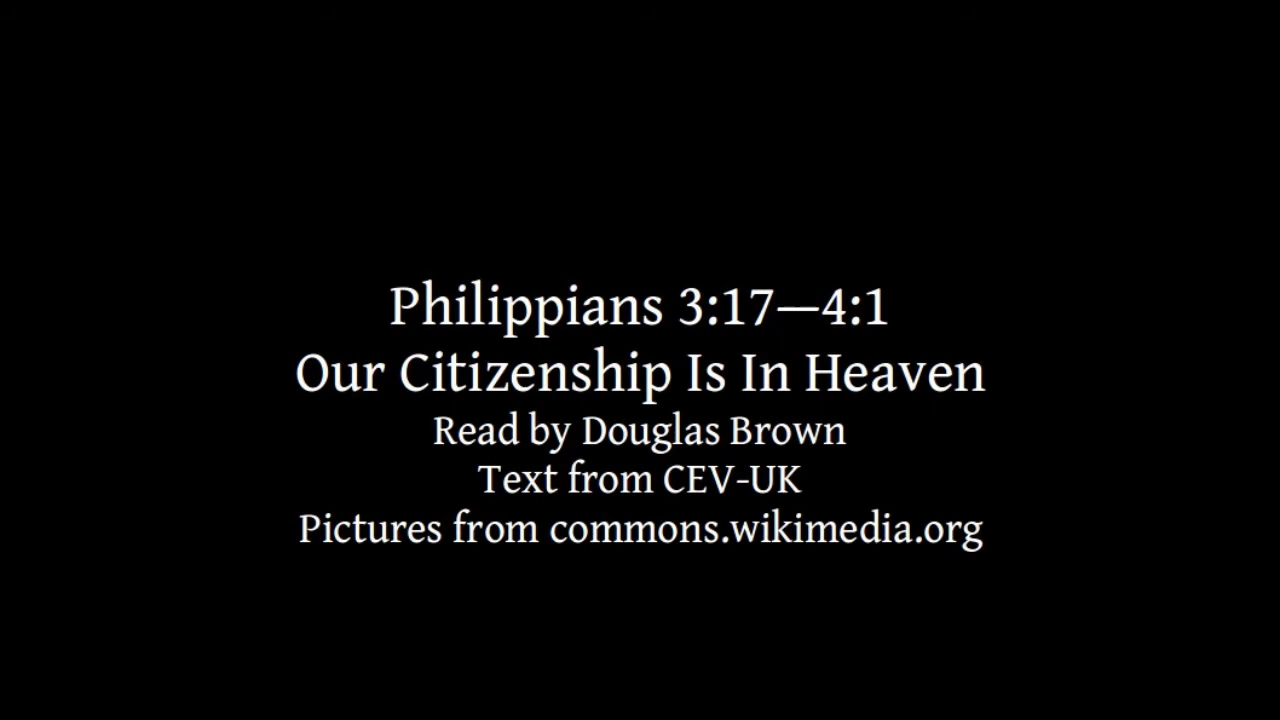 Philippians 3:17—4:1
Our Citizenship Is In Heaven
Read by Douglas Brown
Text from CEV-UK
Pictures from commons.wikimedia.org